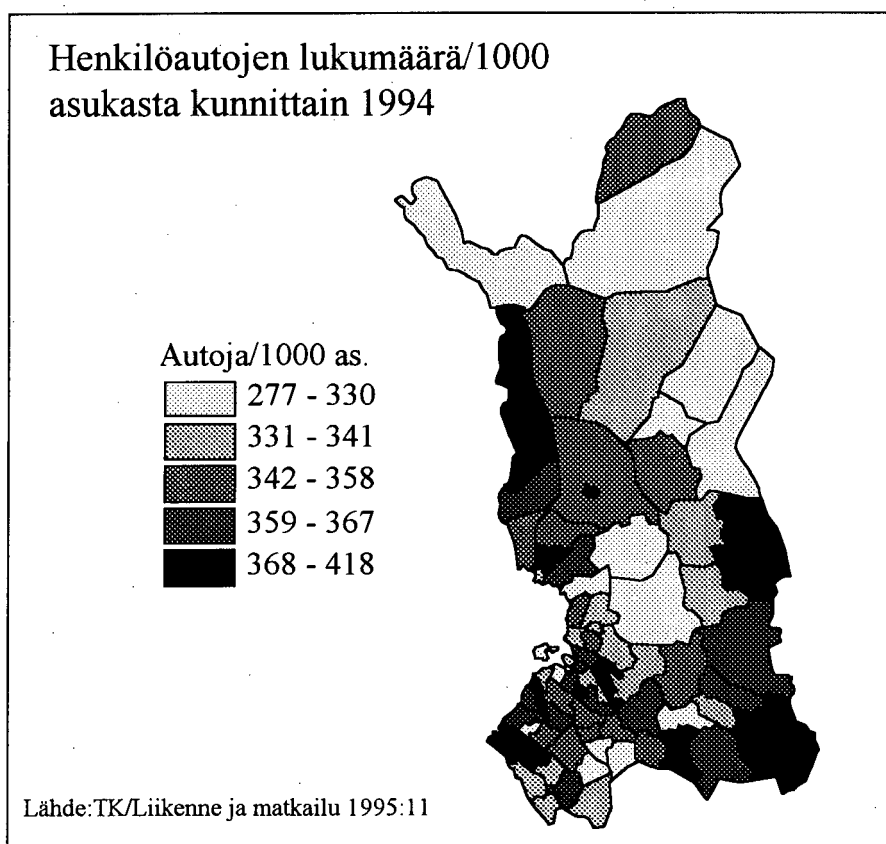 Henkilöautojen lukumäärä/1000
asukasta kunnittain 1994
Autoja/1000 as.
277 - 330
331 - 341
342 - 358
359 - 367
368 - 418
Lähde:TK/Liikenne ja matkailu 1995:11